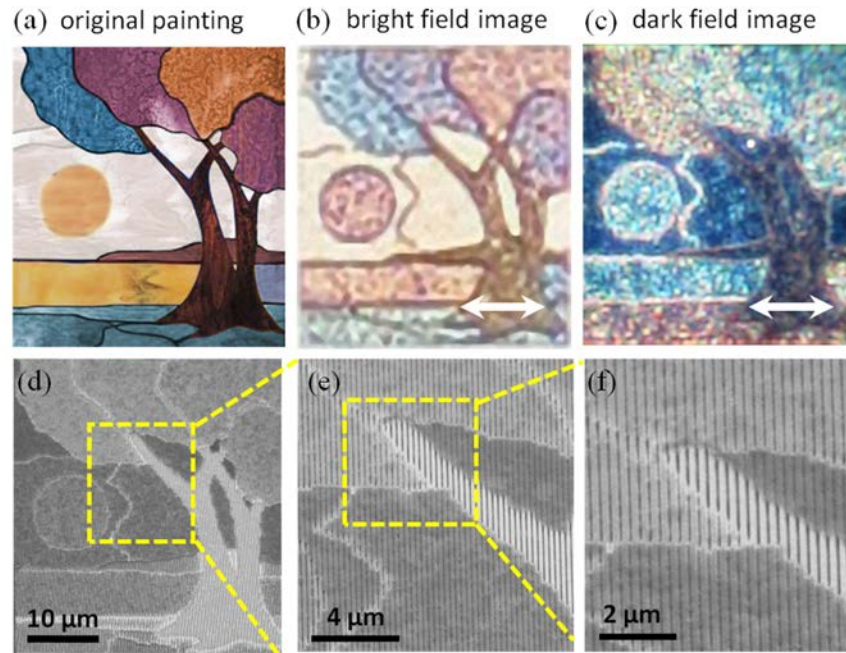 (a) original painting
(b) bright field image
(c) dark field image
(d)
(e)
(f)
10 µm
4 µm
2 µm